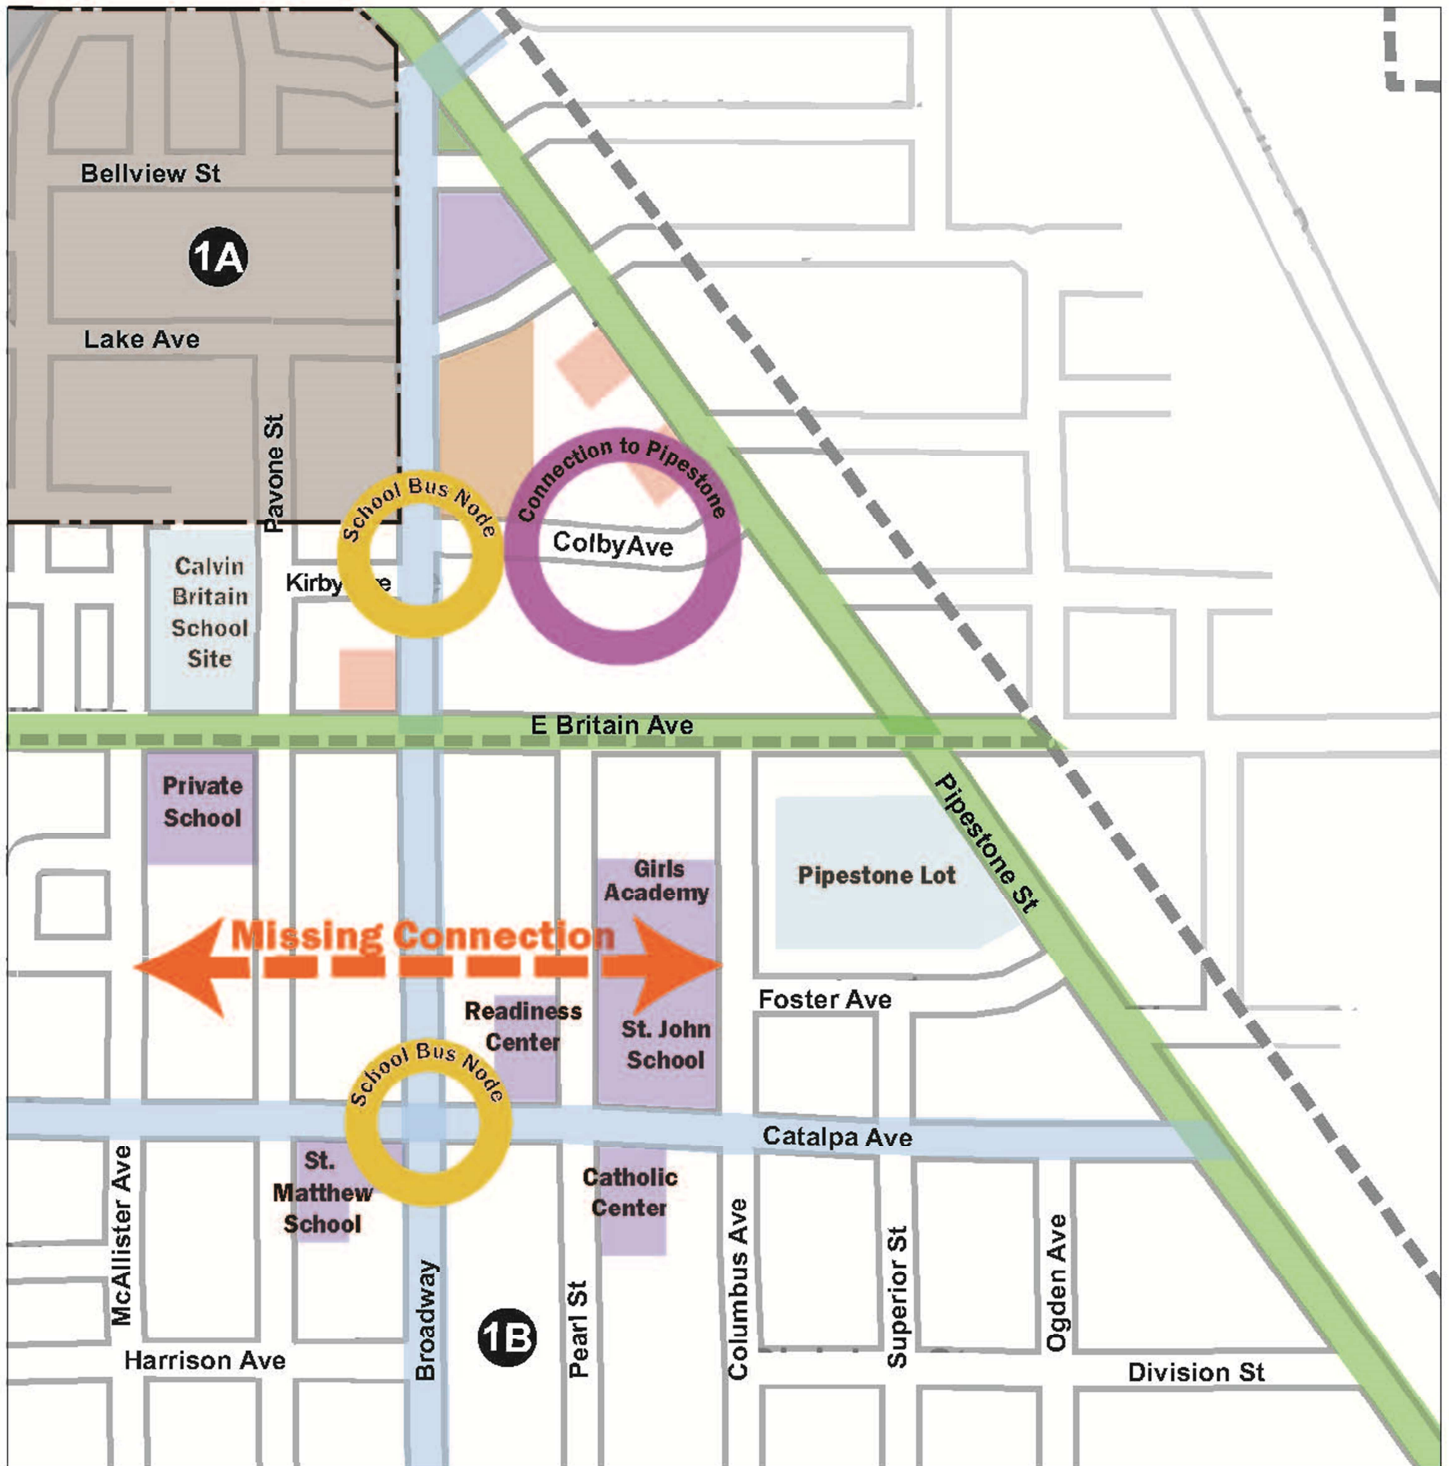 Bellview St
1A
Lake Ave
Pavone St
School Bus Node
Connection to Pipestone
Colby Ave
Calvin
Britain
School
Site
Kirby Ave
E Britain Ave
Private
School
Pipestone St
Girls
Academy
Pipestone Lot
Missing Connection
Foster Ave
Readiness
Center
St. John
School
School Bus Node
Catalpa Ave
McAllister Ave
St.
Matthew
School
Catholic
Center
Broadway
1B
Pearl St
Columbus Ave
Superior St
Ogden Ave
Harrison Ave
Division St